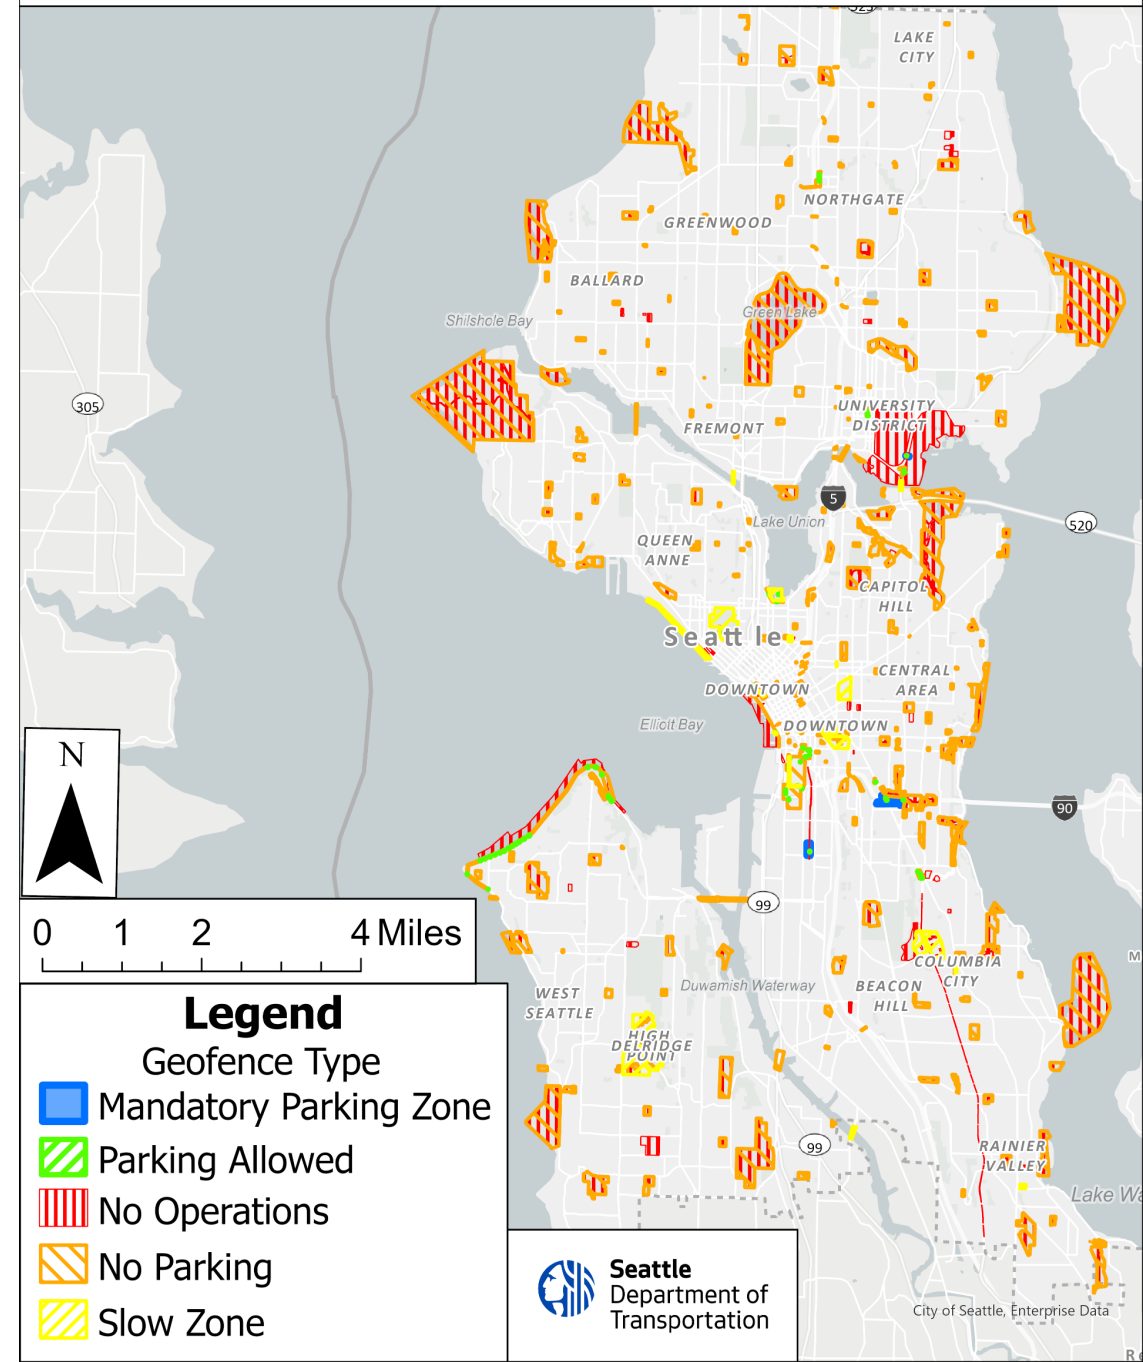 523
LAKE
CITY
NORTHGATE
GREENWOOD
BALLARD
Green Lake
Shilshole Bay
305
UNIVERSITY
DISTRICT
FREMONT
5
Lake Union
520
QUEEN
ANNE
CAPITOL
HILL
Seattle
CENTRAL
AREA
DOWNTOWN
Elliott Bay
DOWNTOWN
N
90
99
0 1 2 4 Miles
COLUMBIA
CITY
Duwamish Waterway
BEACON
HILL
WEST
SEATTLE
HIGH
DELRIDGE
POINT
M
99
RAINIER
VALLEY
Lake Wa
Legend
Geofence Type
Mandatory Parking Zone
Parking Allowed
No Operations
No Parking
Slow Zone
Seattle
Department of
Transportation
City of Seattle, Enterprise Data